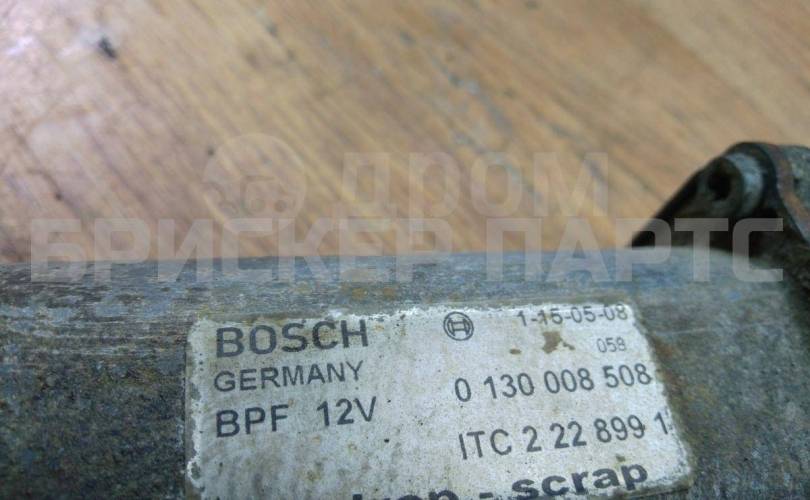 ДРОМ
БРИСКЕР ПАРТС
BOSCH 1-15-05-08
GERMANY 059
BPF 12V 0 130 008 508
ITC 2 22 899 1
- scrap